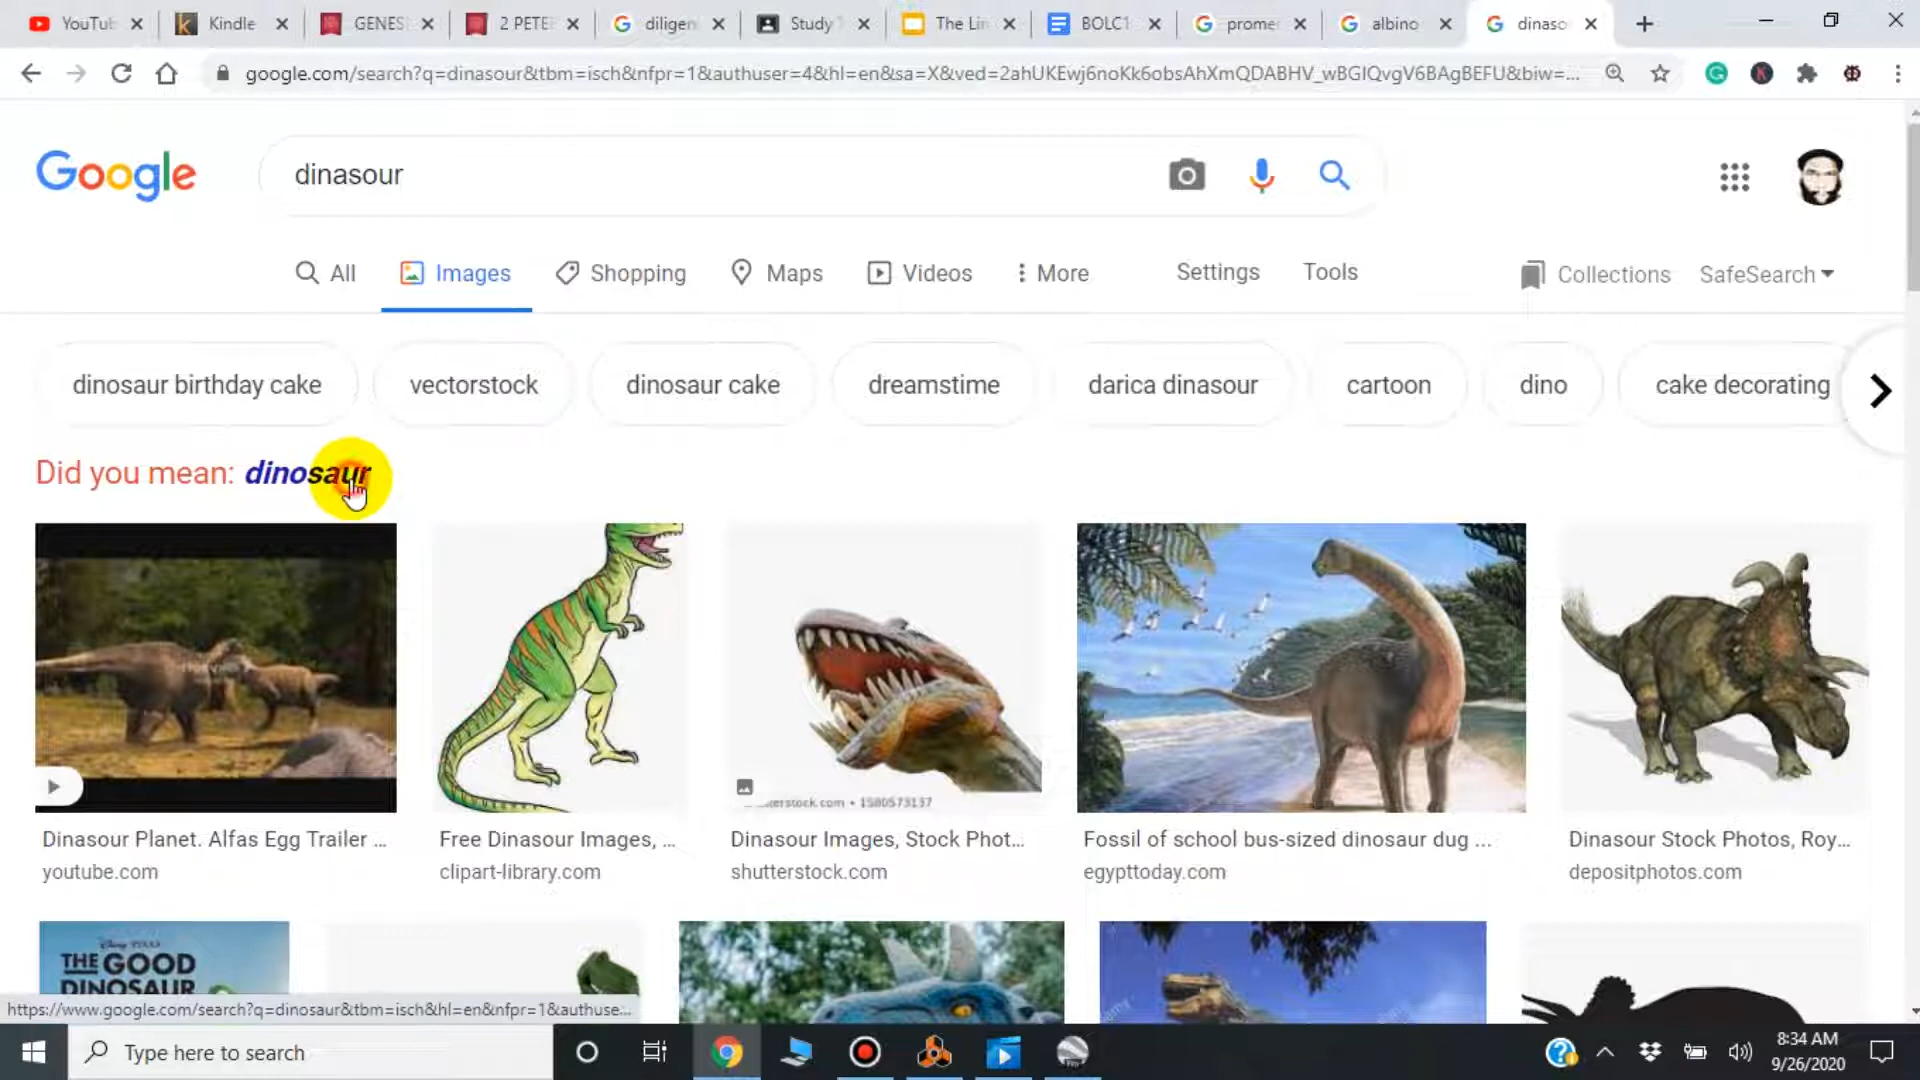 YouTub
Kindle
GENESI
2 PETE
diligen
Study T
The Lin
BOLC1
prome
albino
dinaso
google.com/search?q=dinasour&tbm=isch&nfpr=1&authuser=4&hl=en&sa=X&ved=2ahUKEwj6noKk6obsAhXmQDABHV_wBGIQvgV6BAgBEFU&biw=...
Google
dinasour
All
Images
Shopping
Maps
Videos
More
Settings
Tools
Collections
SafeSearch
dinosaur birthday cake
vectorstock
dinosaur cake
dreamstime
darica dinasour
cartoon
dino
cake decorating
Did you mean: dinosaur
Dinasour Planet. Alfas Egg Trailer ...
youtube.com
Free Dinasour Images, ...
clipart-library.com
terstock.com • 1580573137
Dinasour Images, Stock Phot...
shutterstock.com
Fossil of school bus-sized dinosaur dug ...
egypttoday.com
Dinasour Stock Photos, Roy...
depositphotos.com
Disney PIXAR
THE GOOD
DINOSAUR
https://www.google.com/search?q=dinosaur&tbm=isch&hl=en&nfpr=1&authuse...
Type here to search
8:34 AM
9/26/2020